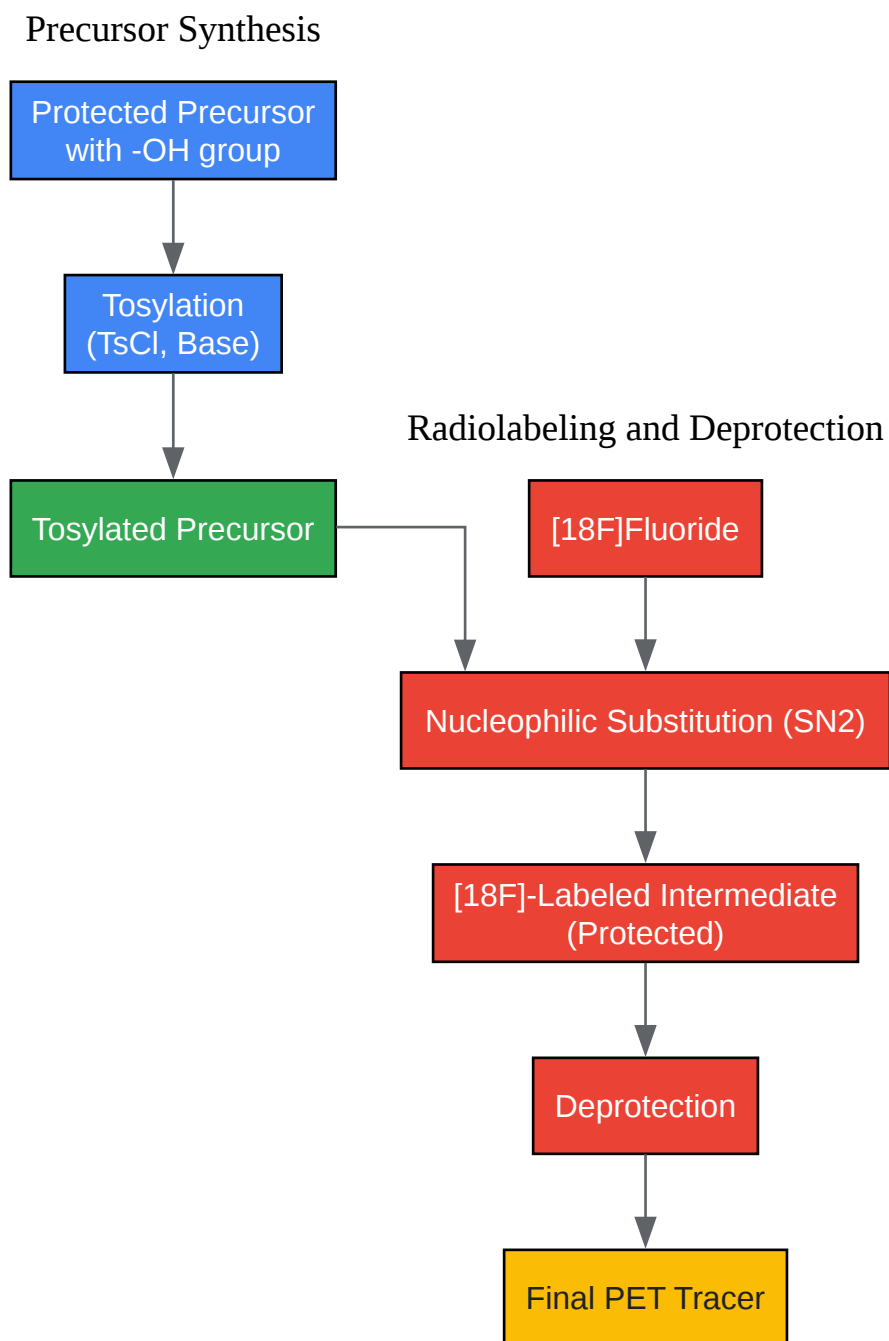 Precursor Synthesis
Protected Precursor
with -OH group
Tosylation
(TsCl, Base)
Tosylated Precursor
Radiolabeling and Deprotection
[18F]Fluoride
Nucleophilic Substitution (SN2)
[18F]-Labeled Intermediate
(Protected)
Deprotection
Final PET Tracer